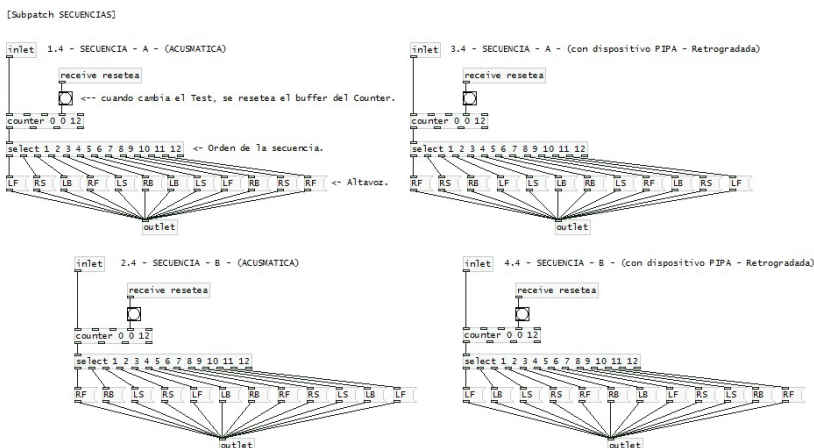 [Subpatch SECUENCIAS]
inlet 1.4 - SECUENCIA - A - (ACUSMATICA)
receive resetea
<-- cuando cambia el Test, se resetea el buffer del Counter.
counter 0 0 12
select 1 2 3 4 5 6 7 8 9 10 11 12 <- Orden de la secuencia.
LF RS LB RF LS RB LB LS LF RB RS RF <- Altavoz.
outlet
inlet 3.4 - SECUENCIA - A - (con dispositivo PIPA - Retrogradada)
receive resetea
counter 0 0 12
select 1 2 3 4 5 6 7 8 9 10 11 12
RF RS RB LF LS LB RB LS RF LB RS LF
outlet
inlet 2.4 - SECUENCIA - B - (ACUSMATICA)
receive resetea
counter 0 0 12
select 1 2 3 4 5 6 7 8 9 10 11 12
RF RB LS RS LF LB RB RF RS LS LB LF
outlet
inlet 4.4 - SECUENCIA - B - (con dispositivo PIPA - Retrogradada)
receive resetea
counter 0 0 12
select 1 2 3 4 5 6 7 8 9 10 11 12
LF LB LS RS RF RB LB LF RS LS RB RF
outlet